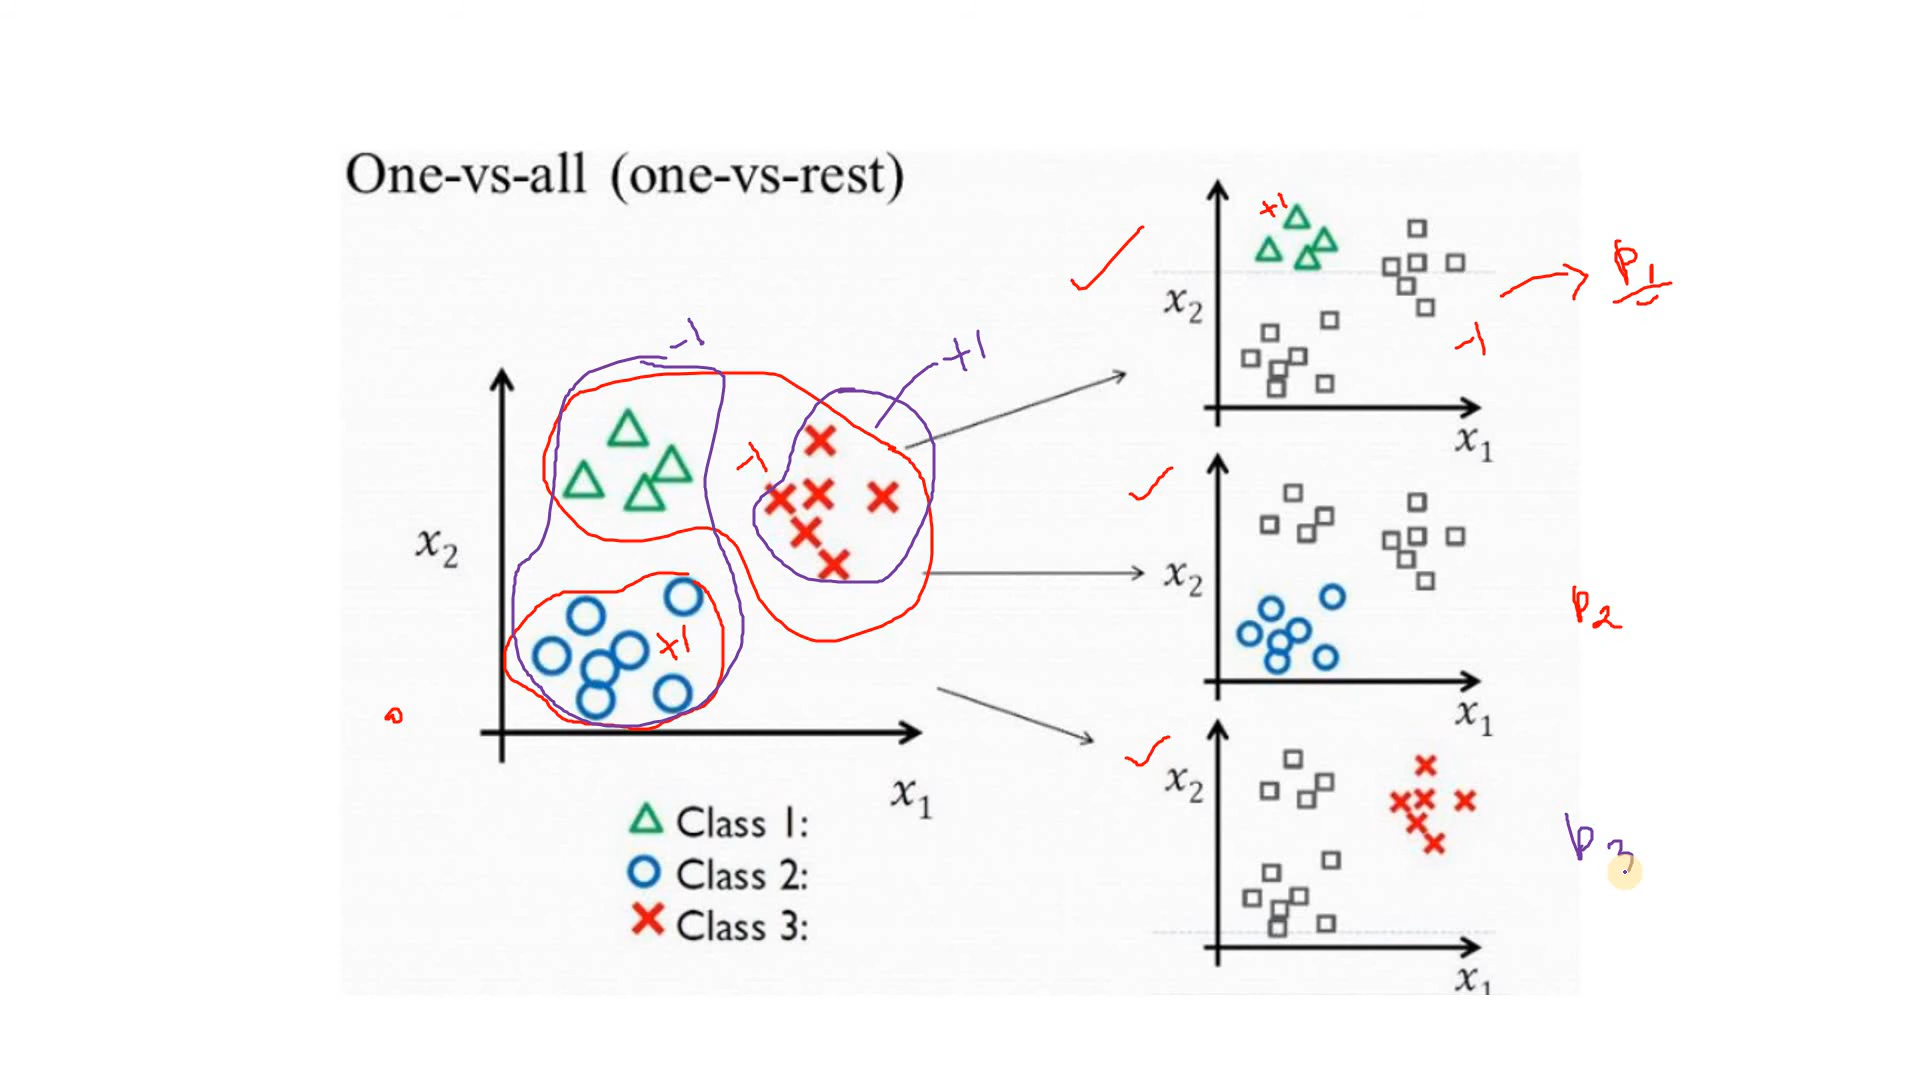 One-vs-all (one-vs-rest)
-1
+1
-1
x2
+1
x1
Class 1:
Class 2:
Class 3:
+1
x2
-1
x1
P1
x2
x1
P2
x2
x1
P3